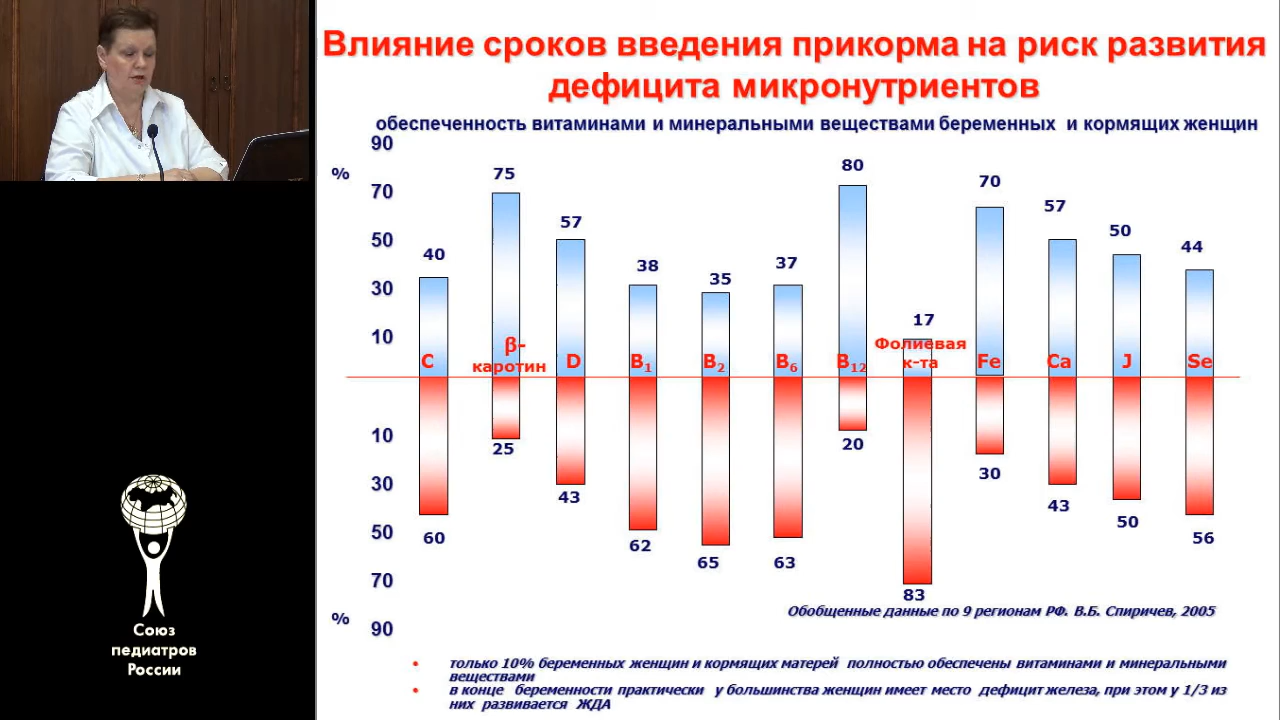 Влияние сроков введения прикорма на риск развития
дефицита микронутриентов
обеспеченность витаминами и минеральными веществами беременных и кормящих женщин
90
%
70
50
30
10
10
30
50
70
%
90
40
75
57
38
35
37
80
17
70
57
50
44
C
β-
каротин
D
B₁
B₂
B₆
B₁₂
Фолиевая
к-та
Fe
Ca
J
Se
60
25
43
62
65
63
20
83
30
43
50
56
Обобщенные данные по 9 регионам РФ. В.Б. Спиричев, 2005
• только 10% беременных женщин и кормящих матерей полностью обеспечены витаминами и минеральными
веществами
• в конце беременности практически у большинства женщин имеет место дефицит железа, при этом у 1/3 из
них развивается ЖДА
Союз
педиатров
России